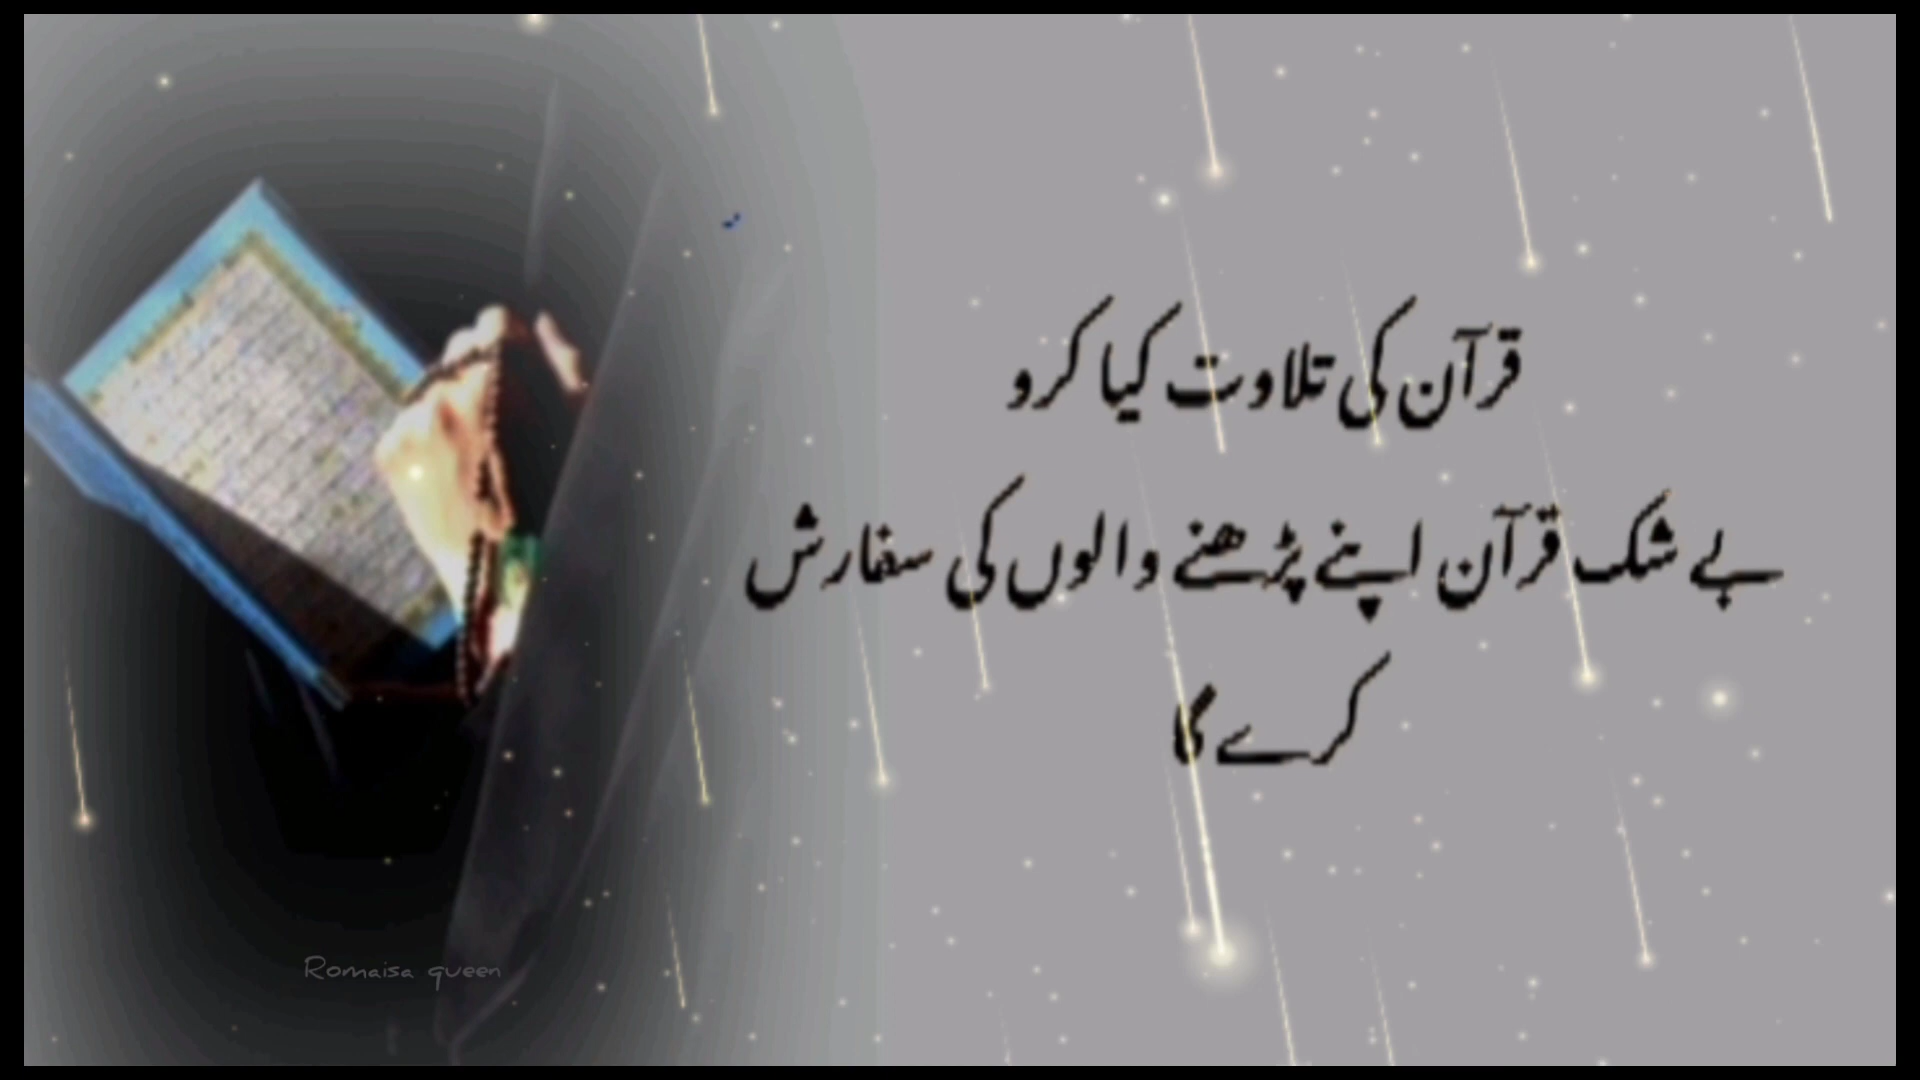 قرآن کی تلاوت کیا کرو
بے شک قرآن اپنے پڑھنے والوں کی سفارش
کرے گا
Romaisa queen